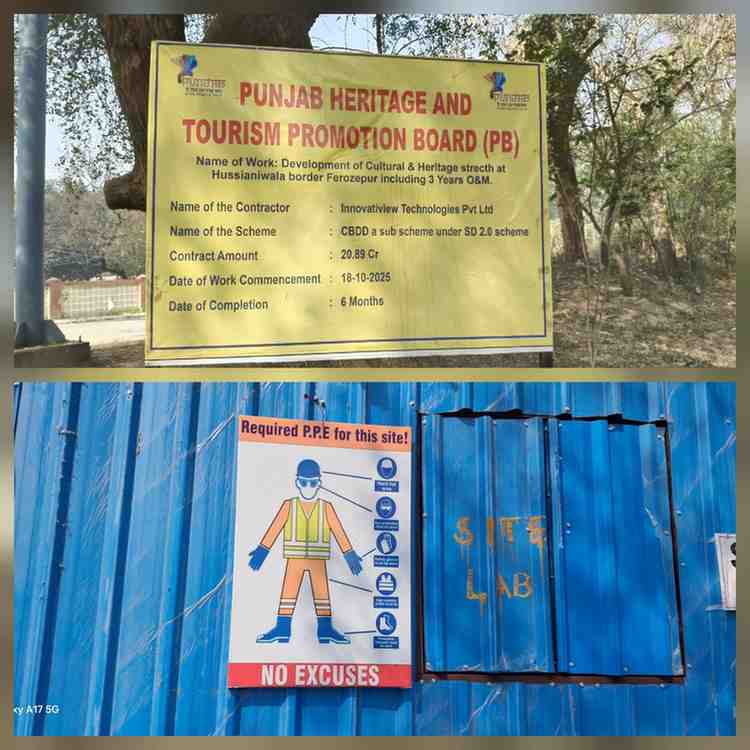 PUNJAB
PUNJAB
PUNJAB HERITAGE AND
TOURISM PROMOTION BOARD (PB)
Name of Work: Development of Cultural & Heritage strecth at
Hussianiwala border Ferozepur including 3 Years O&M.
Name of the Contractor : Innovatiview Technologies Pvt Ltd
Name of the Scheme : CBDD a sub scheme under SD 2.0 scheme
Contract Amount : 20.89 Cr
Date of Work Commencement : 18-10-2025
Date of Completion : 6 Months
Required P.P.E for this site!
NO EXCUSES
SITE
LAB
A17 5G